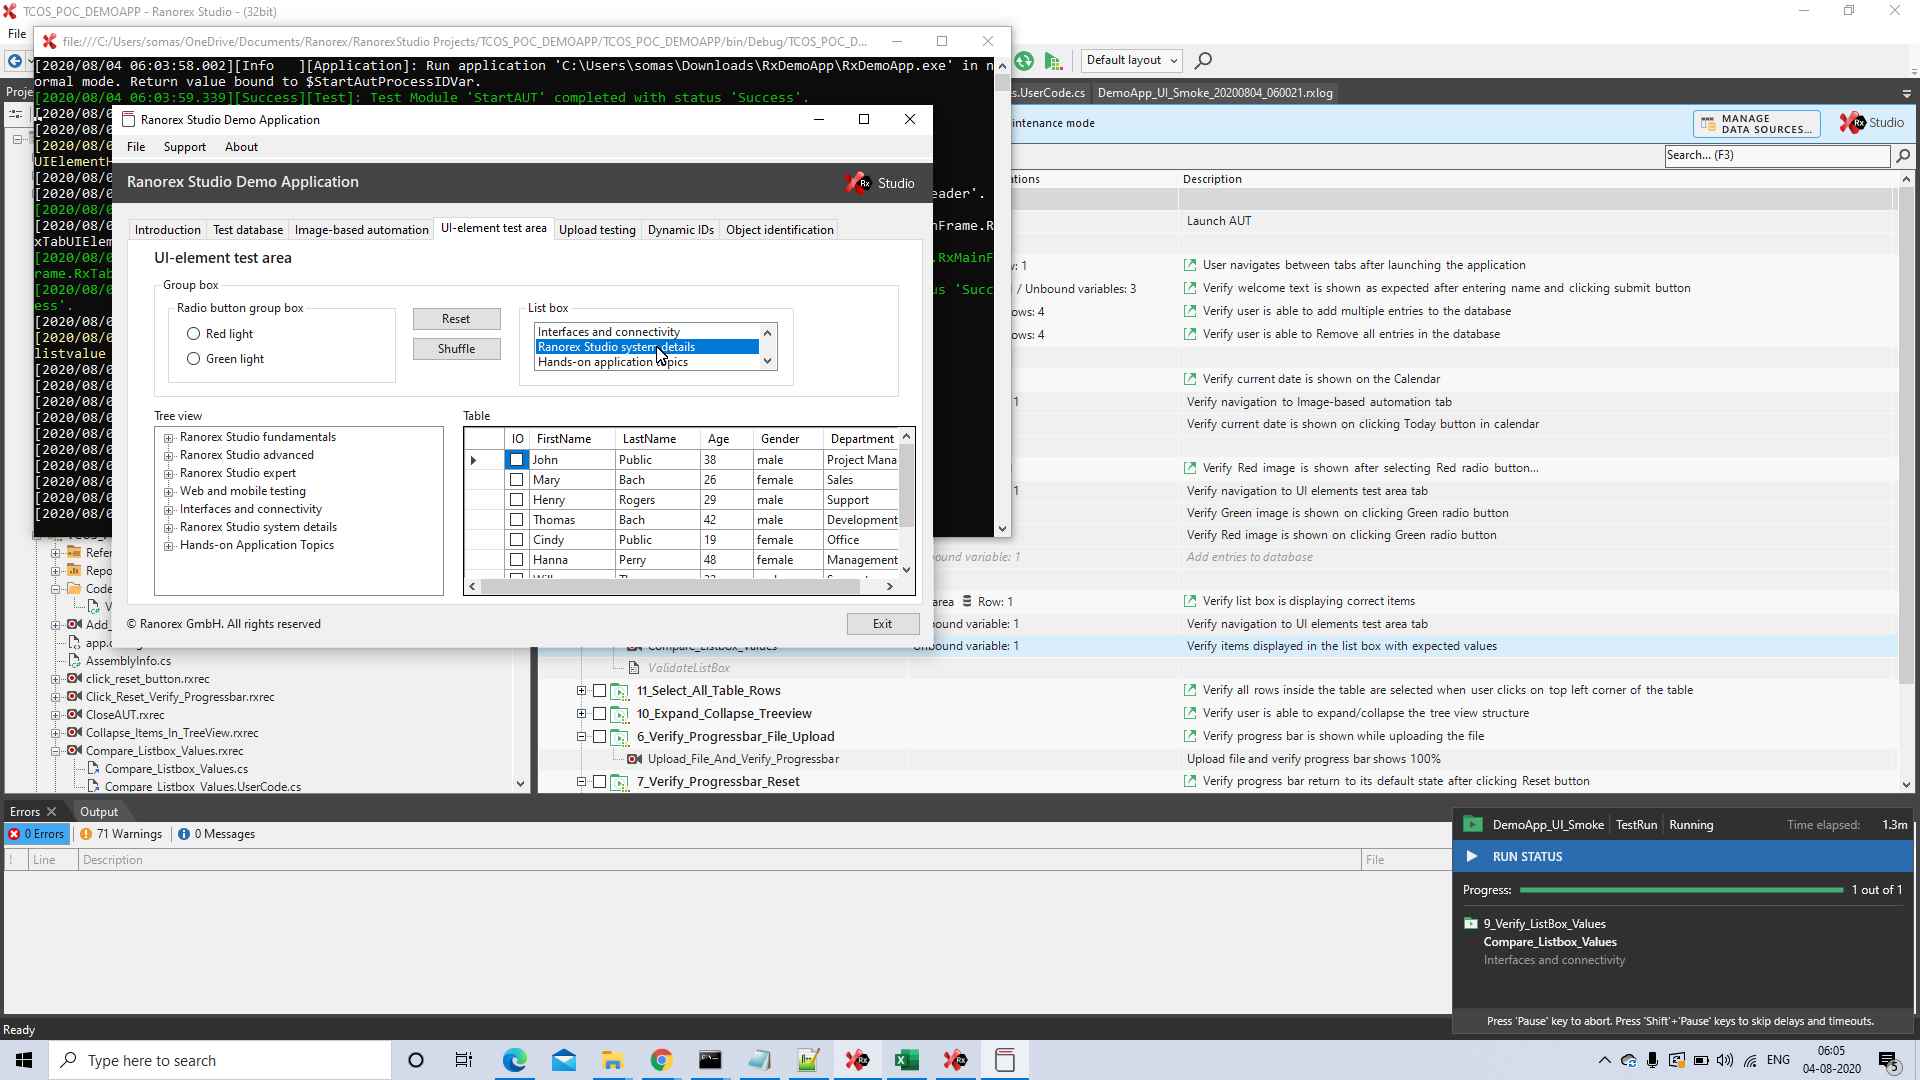 TCOS_POC_DEMOAPP - Ranorex Studio - (32bit)
File
file:///C:/Users/somas/OneDrive/Documents/Ranorex/RanorexStudio Projects/TCOS_POC_DEMOAPP/TCOS_POC_DEMOAPP/bin/Debug/TCOS_POC_D...
[2020/08/04 06:03:58.002][Info   ][Application]: Run application 'C:\Users\somas\Downloads\RxDemoApp\RxDemoApp.exe' in n
ormal mode. Return value bound to $StartAutProcessIDVar.
[2020/08/04 06:03:59.339][Success][Test]: Test Module 'StartAUT' completed with status 'Success'.
Default layout
s.UserCode.cs
DemoApp_UI_Smoke_20200804_060021.rxlog
Proje
intenance mode
MANAGE
DATA SOURCES...
Rx Studio
Search... (F3)
Ranorex Studio Demo Application
File
Support
About
Ranorex Studio Demo Application
Rx Studio
Introduction
Test database
Image-based automation
UI-element test area
Upload testing
Dynamic IDs
Object identification
UI-element test area
Group box
Radio button group box
Red light
Green light
Reset
Shuffle
List box
Interfaces and connectivity
Ranorex Studio system details
Hands-on application topics
Tree view
Ranorex Studio fundamentals
Ranorex Studio advanced
Ranorex Studio expert
Web and mobile testing
Interfaces and connectivity
Ranorex Studio system details
Hands-on Application Topics
Table
IO FirstName LastName Age Gender Department
John Public 38 male Project Mana
Mary Bach 26 female Sales
Henry Rogers 29 male Support
Thomas Bach 42 male Development
Cindy Public 19 female Office
Hanna Perry 48 female Management
© Ranorex GmbH. All rights reserved
Exit
[2020/08/0
[2020/08/0
[2020/08/0
UIElementH
[2020/08/0
[2020/08/0
eader'.
[2020/08/0
[2020/08/0
nFrame.R
xTabUIElem
[2020/08/0
.RxMainF
rame.RxTab
[2020/08/0
us 'Succ
ess'.
[2020/08/0
[2020/08/0
listvalue
[2020/08/0
[2020/08/0
[2020/08/0
[2020/08/0
[2020/08/0
[2020/08/0
[2020/08/0
[2020/08/0
[2020/08/0
[2020/08/0
tions
Description
Launch AUT
w: 1
User navigates between tabs after launching the application
/ Unbound variables: 3
Verify welcome text is shown as expected after entering name and clicking submit button
ows: 4
Verify user is able to add multiple entries to the database
ows: 4
Verify user is able to Remove all entries in the database
Verify current date is shown on the Calendar
1
Verify navigation to Image-based automation tab
Verify current date is shown on clicking Today button in calendar
Verify Red image is shown after selecting Red radio button...
1
Verify navigation to UI elements test area tab
Verify Green image is shown on clicking Green radio button
Verify Red image is shown on clicking Green radio button
ound variable: 1
Add entries to database
area Row: 1
Verify list box is displaying correct items
ound variable: 1
Verify navigation to UI elements test area tab
Compare_Listbox_Values
Unbound variable: 1
Verify items displayed in the list box with expected values
ValidateListBox
11_Select_All_Table_Rows
Verify all rows inside the table are selected when user clicks on top left corner of the table
10_Expand_Collapse_Treeview
Verify user is able to expand/collapse the tree view structure
6_Verify_Progressbar_File_Upload
Verify progress bar is shown while uploading the file
Upload_File_And_Verify_Progressbar
Upload file and verify progress bar shows 100%
7_Verify_Progressbar_Reset
Verify progress bar return to its default state after clicking Reset button
Refer
Repo
Code
V
Add_
app.c
AssemblyInfo.cs
click_reset_button.rxrec
Click_Reset_Verify_Progressbar.rxrec
CloseAUT.rxrec
Collapse_Items_In_TreeView.rxrec
Compare_Listbox_Values.rxrec
Compare_Listbox_Values.cs
Compare_Listbox_Values.UserCode.cs
Errors
Output
0 Errors
71 Warnings
0 Messages
! Line Description File
DemoApp_UI_Smoke TestRun Running Time elapsed: 1.3m
RUN STATUS
Progress: 1 out of 1
9_Verify_ListBox_Values
Compare_Listbox_Values
Interfaces and connectivity
Press 'Pause' key to abort. Press 'Shift'+'Pause' keys to skip delays and timeouts.
Ready
Type here to search
ENG
06:05
04-08-2020
5